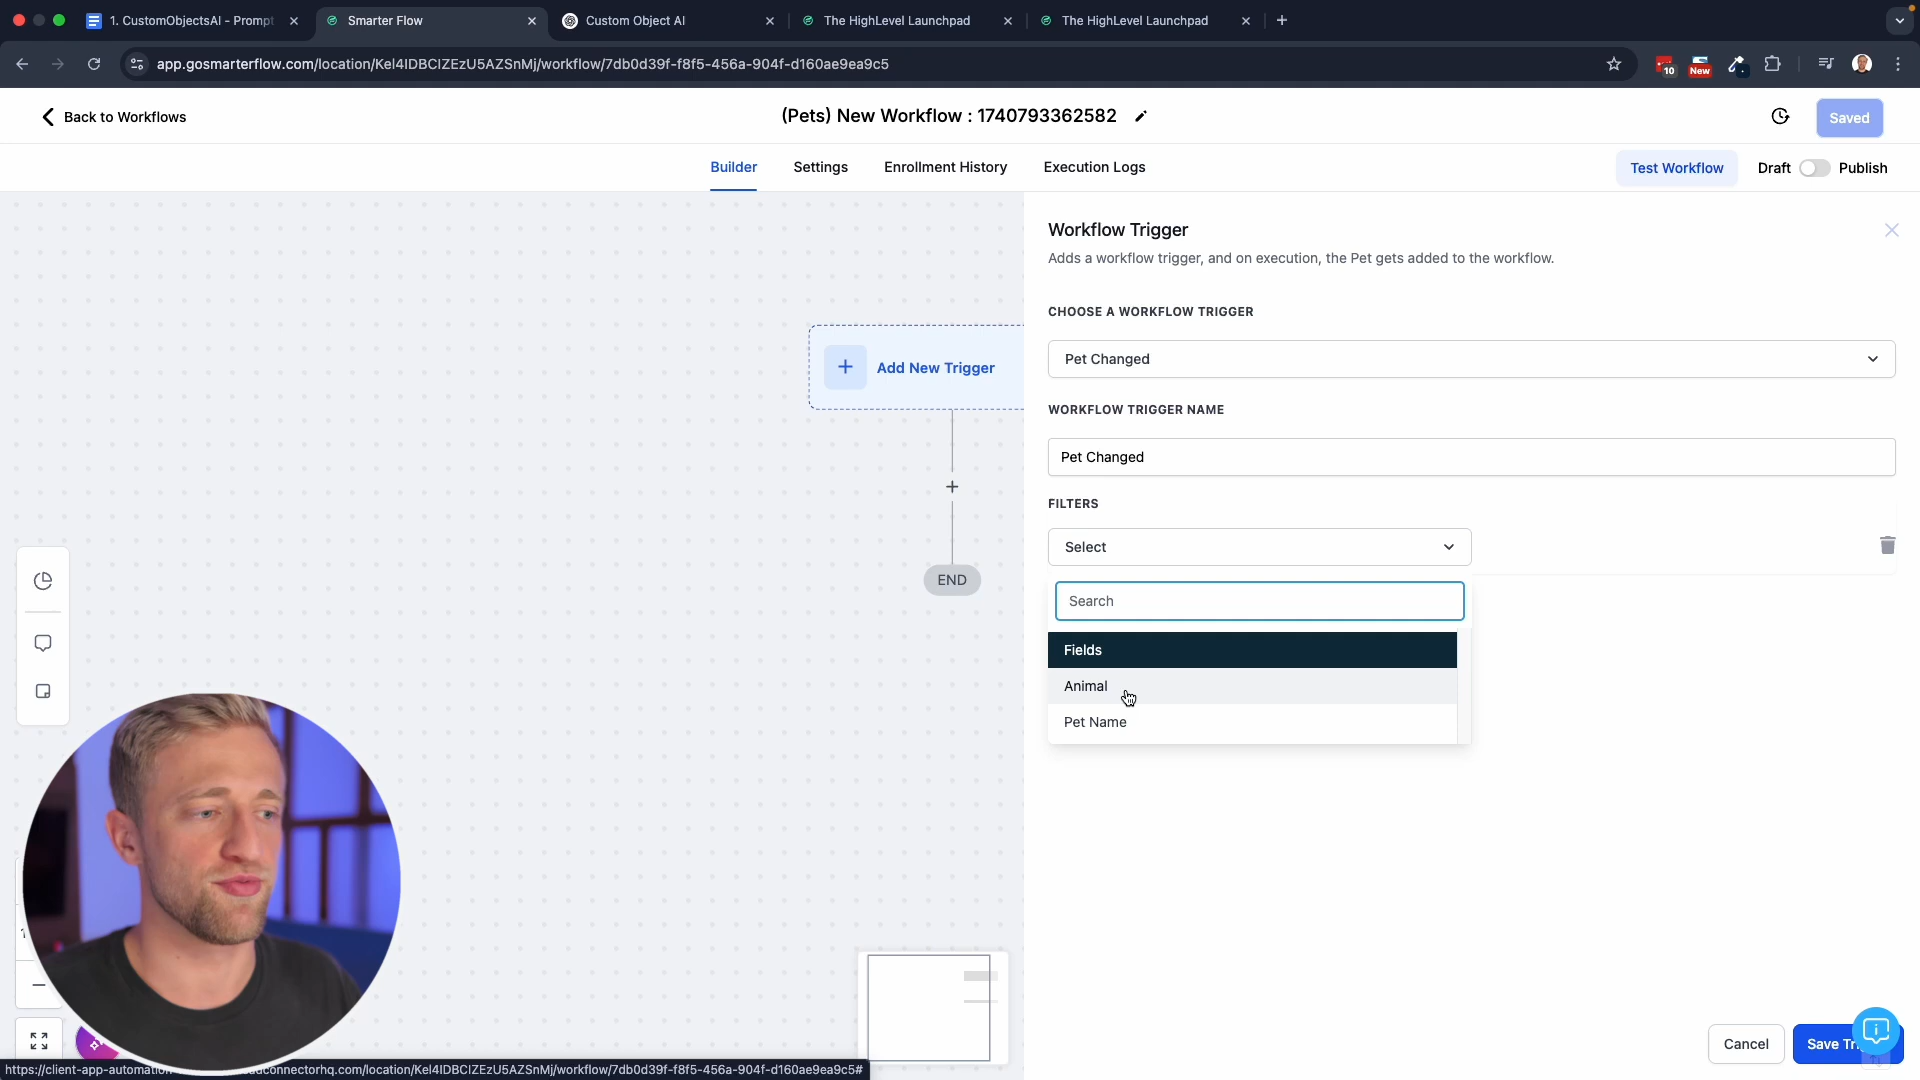 1. CustomObjectsAI - Prompt
Smarter Flow
Custom Object AI
The HighLevel Launchpad
The HighLevel Launchpad
app.gosmarterflow.com/location/Kel4IDBCIZEzU5AZSnMj/workflow/7db0d39f-f8f5-456a-904f-d160ae9ea9c5
10
New
Back to Workflows
(Pets) New Workflow : 1740793362582
Saved
Builder
Settings
Enrollment History
Execution Logs
Test Workflow
Draft
Publish
Workflow Trigger
Adds a workflow trigger, and on execution, the Pet gets added to the workflow.
CHOOSE A WORKFLOW TRIGGER
Pet Changed
Add New Trigger
WORKFLOW TRIGGER NAME
Pet Changed
FILTERS
Select
END
Search
Fields
Animal
Pet Name
Cancel
Save Tr
https://client-app-automation
adconnectorhq.com/location/Kel4IDBCIZEzU5AZSnMj/workflow/7db0d39f-f8f5-456a-904f-d160ae9ea9c5#